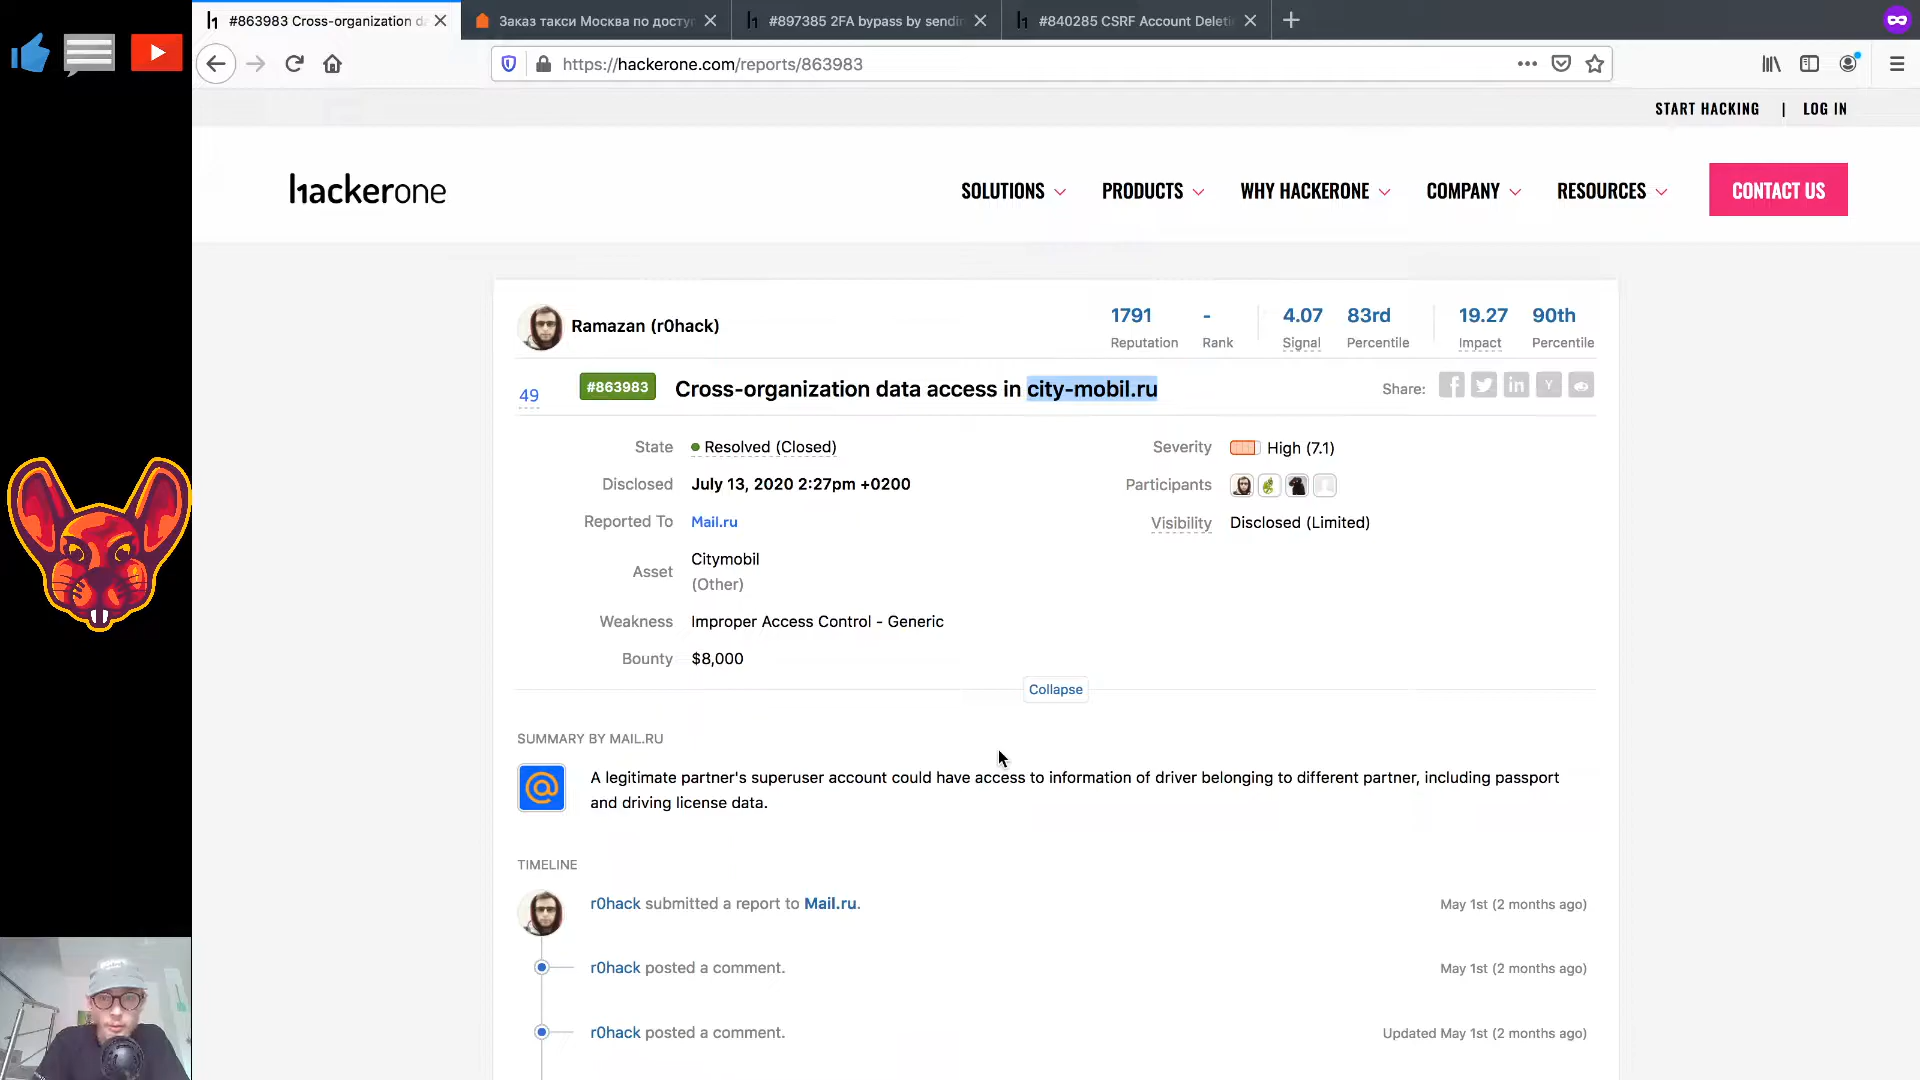 #863983 Cross-organization d
Заказ такси Москва по досту
#897385 2FA bypass by sendi
#840285 CSRF Account Deleti
https://hackerone.com/reports/863983
START HACKING | LOG IN
hackerone
SOLUTIONS
PRODUCTS
WHY HACKERONE
COMPANY
RESOURCES
CONTACT US
Ramazan (r0hack)
1791
-
4.07
83rd
19.27
90th
Reputation
Rank
Signal
Percentile
Impact
Percentile
49
#863983
Cross-organization data access in city-mobil.ru
Share:
State
Resolved (Closed)
Severity
High (7.1)
Disclosed
July 13, 2020 2:27pm +0200
Participants
Reported To
Mail.ru
Visibility
Disclosed (Limited)
Asset
Citymobil
(Other)
Weakness
Improper Access Control - Generic
Bounty
$8,000
Collapse
SUMMARY BY MAIL.RU
A legitimate partner's superuser account could have access to information of driver belonging to different partner, including passport
and driving license data.
TIMELINE
r0hack submitted a report to Mail.ru.
May 1st (2 months ago)
r0hack posted a comment.
May 1st (2 months ago)
r0hack posted a comment.
Updated May 1st (2 months ago)